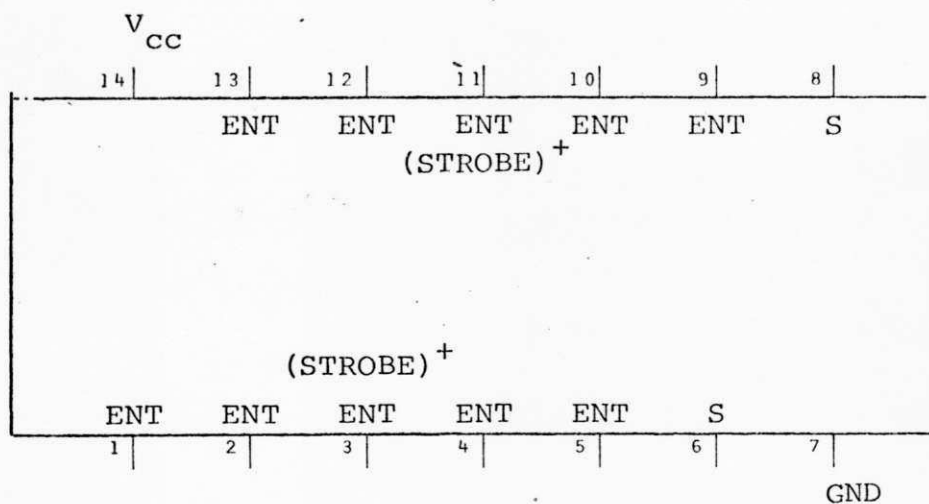 VCC
14 13 12 11 10 9 8
ENT ENT ENT ENT ENT S
(STROBE)+
(STROBE)+
ENT ENT ENT ENT ENT S
1 2 3 4 5 6 7
GND